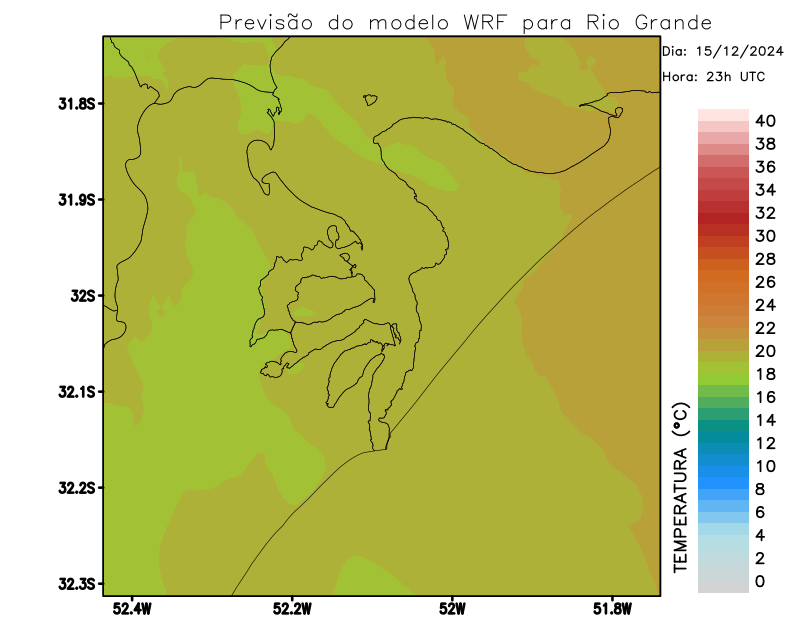 Previsão do modelo WRF para Rio Grande
Dia: 15/12/2024
Hora: 23h UTC
31.8S
31.9S
32S
32.1S
32.2S
32.3S
52.4W
52.2W
52W
51.8W
TEMPERATURA (°C)
40
38
36
34
32
30
28
26
24
22
20
18
16
14
12
10
8
6
4
2
0